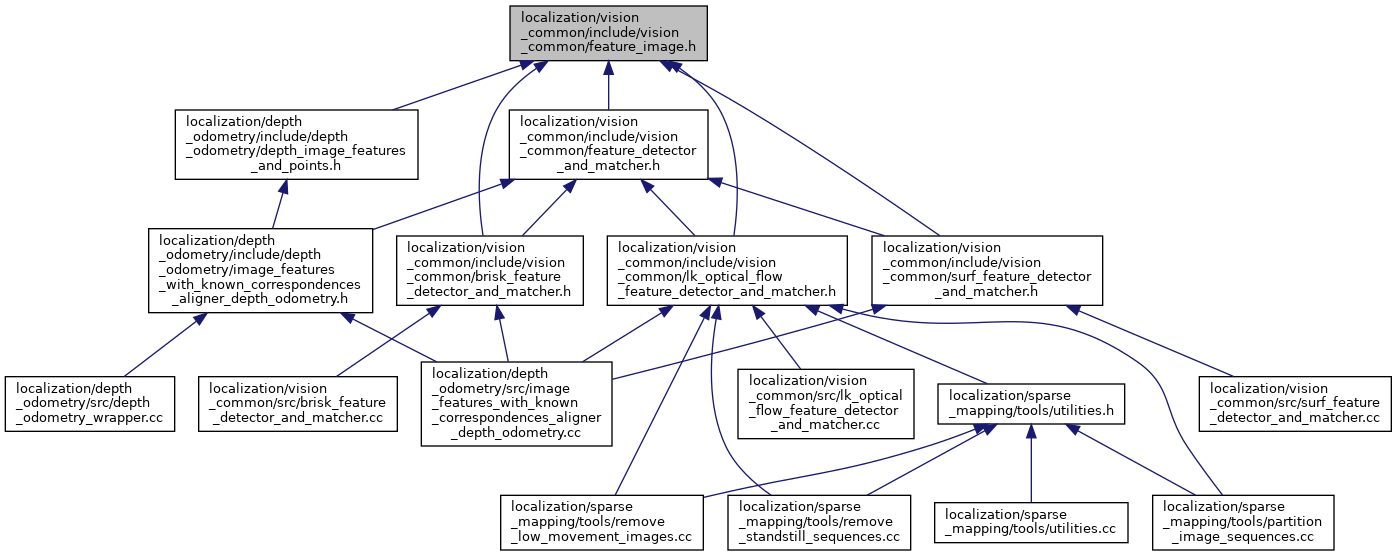 localization/vision
_common/include/vision
_common/feature_image.h
localization/depth
_odometry/include/depth
_odometry/depth_image_features
_and_points.h
localization/vision
_common/include/vision
_common/feature_detector
_and_matcher.h
localization/depth
_odometry/include/depth
_odometry/image_features
_with_known_correspondences
_aligner_depth_odometry.h
localization/vision
_common/include/vision
_common/brisk_feature
_detector_and_matcher.h
localization/vision
_common/include/vision
_common/lk_optical_flow
_feature_detector_and_matcher.h
localization/vision
_common/include/vision
_common/surf_feature_detector
_and_matcher.h
localization/depth
_odometry/src/depth
_odometry_wrapper.cc
localization/vision
_common/src/brisk_feature
_detector_and_matcher.cc
localization/depth
_odometry/src/image
_features_with_known
_correspondences_aligner
_depth_odometry.cc
localization/vision
_common/src/lk_optical
_flow_feature_detector
_and_matcher.cc
localization/sparse
_mapping/tools/utilities.h
localization/vision
_common/src/surf_feature
_detector_and_matcher.cc
localization/sparse
_mapping/tools/remove
_low_movement_images.cc
localization/sparse
_mapping/tools/remove
_standstill_sequences.cc
localization/sparse
_mapping/tools/utilities.cc
localization/sparse
_mapping/tools/partition
_image_sequences.cc